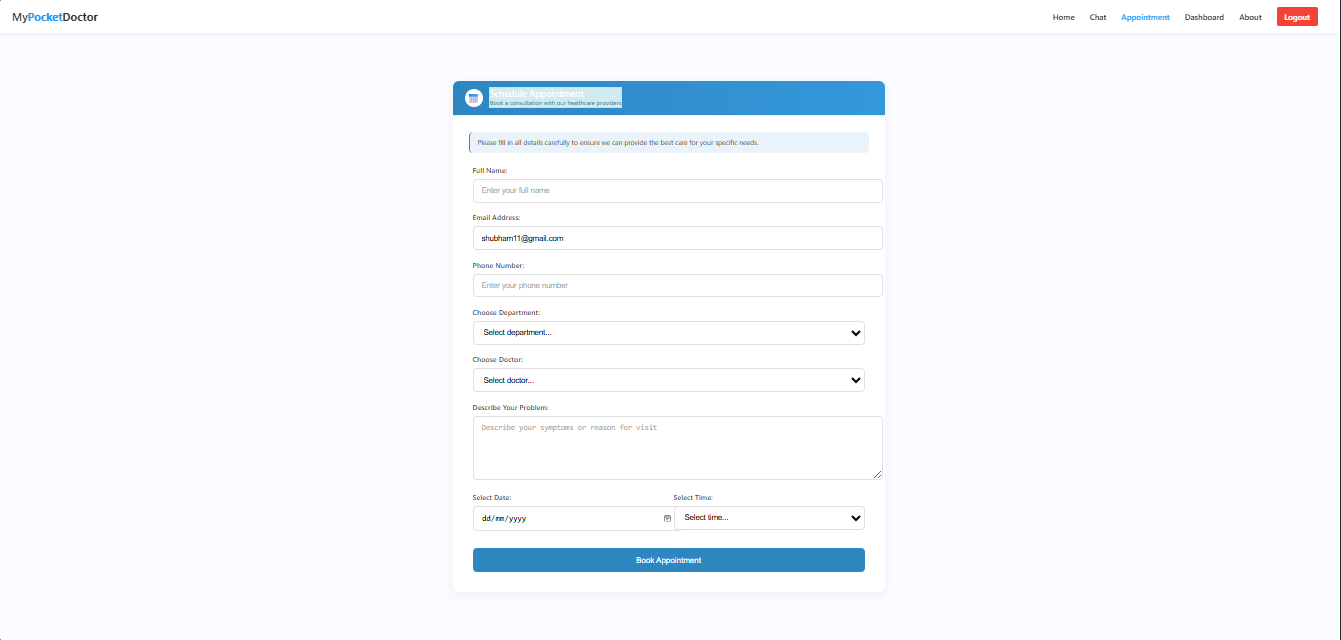 MyPocketDoctor
Home Chat Appointment Dashboard About Logout
Schedule Appointment
Book a consultation with our healthcare providers
Please fill in all details carefully to ensure we can provide the best care for your specific needs.
Full Name:
Enter your full name
Email Address:
shubham11@gmail.com
Phone Number:
Enter your phone number
Choose Department:
Select department...
Choose Doctor:
Select doctor...
Describe Your Problem:
Describe your symptoms or reason for visit
Select Date: Select Time:
dd/mm/yyyy Select time...
Book Appointment